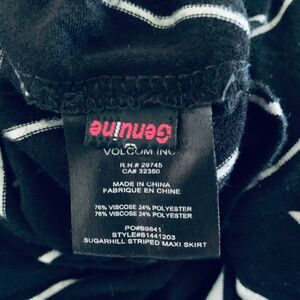 Genuine
VOLCOM INC
R.N.# 29745
CA# 32350
MADE IN CHINA
FABRIQUE EN CHINE
76% VISCOSE 24% POLYESTER
76% VISCOSE 24% POLYESTER
PO#B9841
STYLE#B1441203
SUGARHILL STRIPED MAXI SKIRT